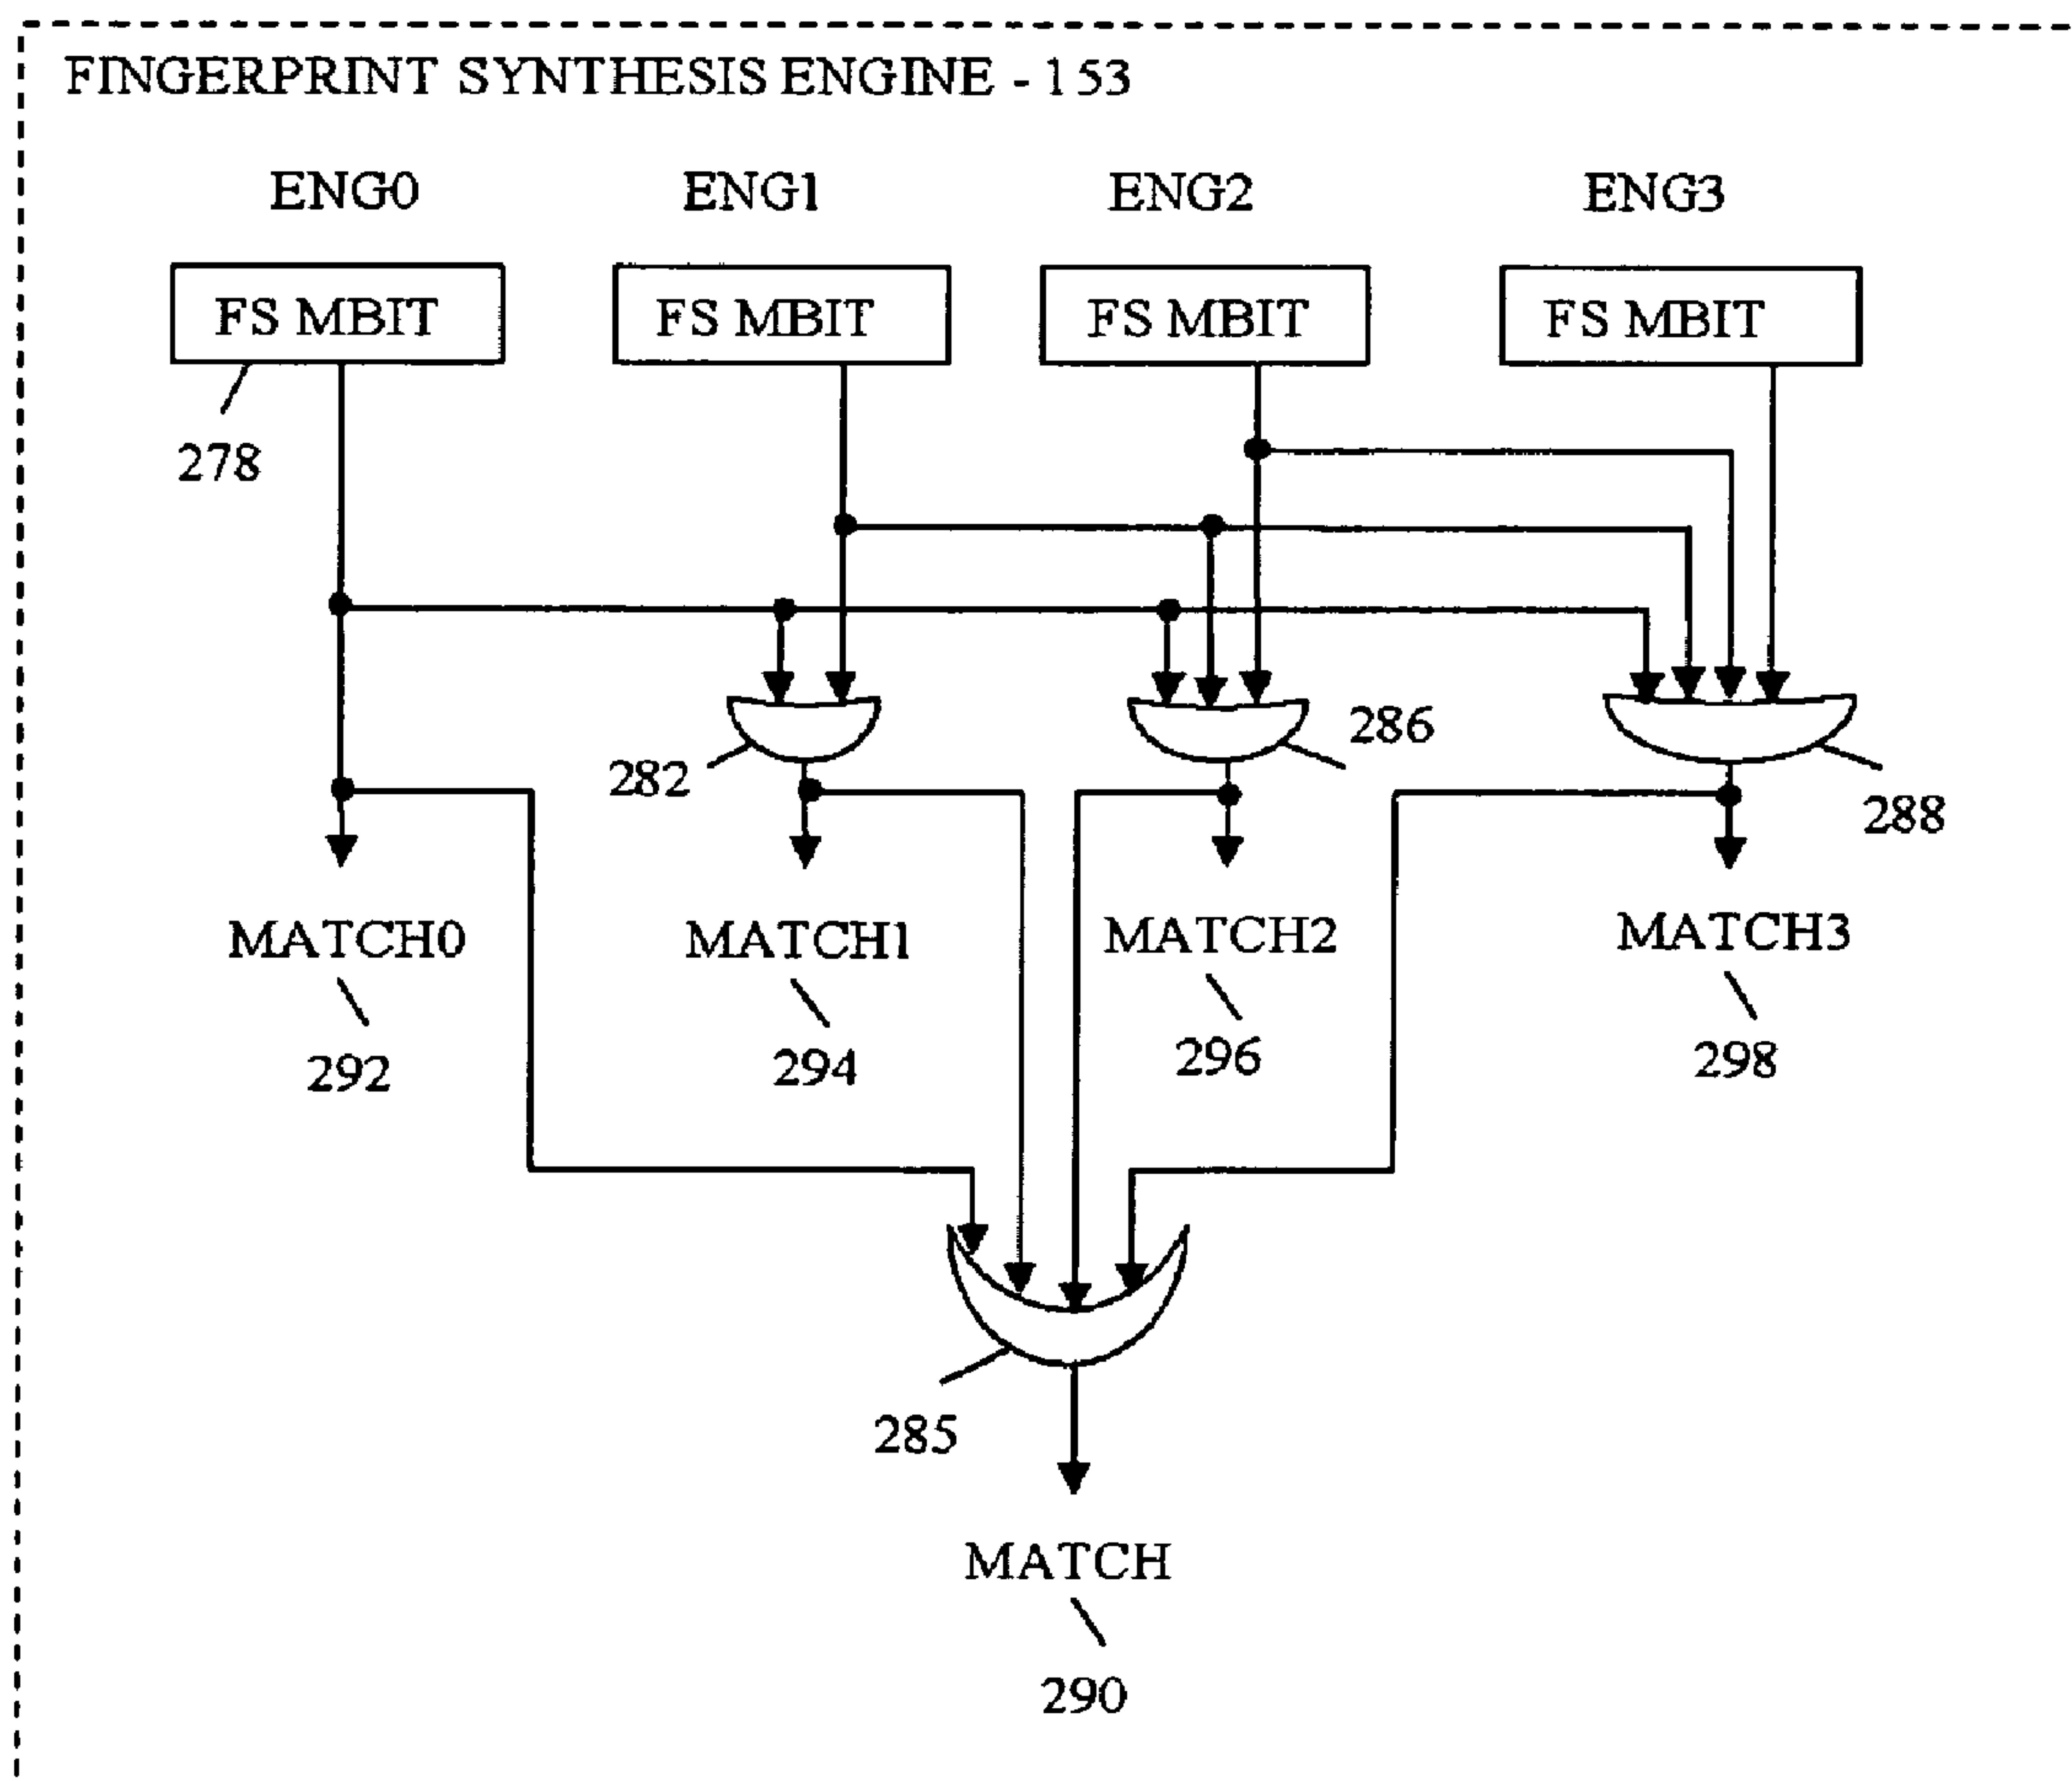 FINGERPRINT SYNTHESIS ENGINE - 153
ENG0 ENG1 ENG2 ENG3
FS MBIT FS MBIT FS MBIT FS MBIT
278
282 286 288
MATCH0 MATCH1 MATCH2 MATCH3
292 294 296 298
285
MATCH
290